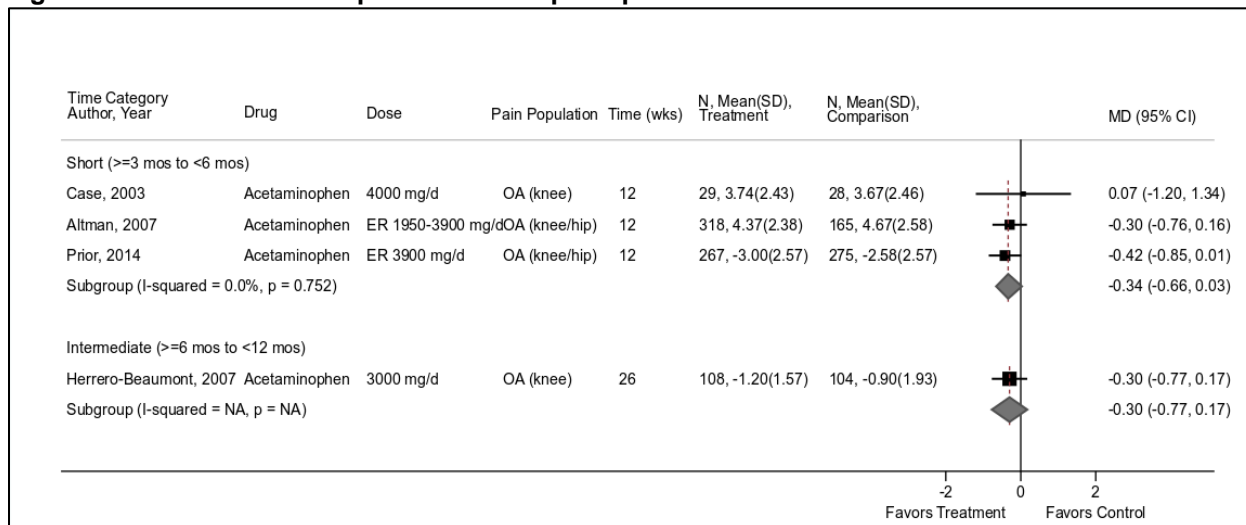 Time Category
Author, Year Drug Dose Pain Population Time (wks) N, Mean(SD), Treatment N, Mean(SD), Comparison MD (95% CI)
Short (>=3 mos to <6 mos)
Case, 2003 Acetaminophen 4000 mg/d OA (knee) 12 29, 3.74(2.43) 28, 3.67(2.46) 0.07 (-1.20, 1.34)
Altman, 2007 Acetaminophen ER 1950-3900 mg/dOA (knee/hip) 12 318, 4.37(2.38) 165, 4.67(2.58) -0.30 (-0.76, 0.16)
Prior, 2014 Acetaminophen ER 3900 mg/d OA (knee/hip) 12 267, -3.00(2.57) 275, -2.58(2.57) -0.42 (-0.85, 0.01)
Subgroup (I-squared = 0.0%, p = 0.752) -0.34 (-0.66, 0.03)
Intermediate (>=6 mos to <12 mos)
Herrero-Beaumont, 2007 Acetaminophen 3000 mg/d OA (knee) 26 108, -1.20(1.57) 104, -0.90(1.93) -0.30 (-0.77, 0.17)
Subgroup (I-squared = NA, p = NA) -0.30 (-0.77, 0.17)
-2 0 2
Favors Treatment Favors Control